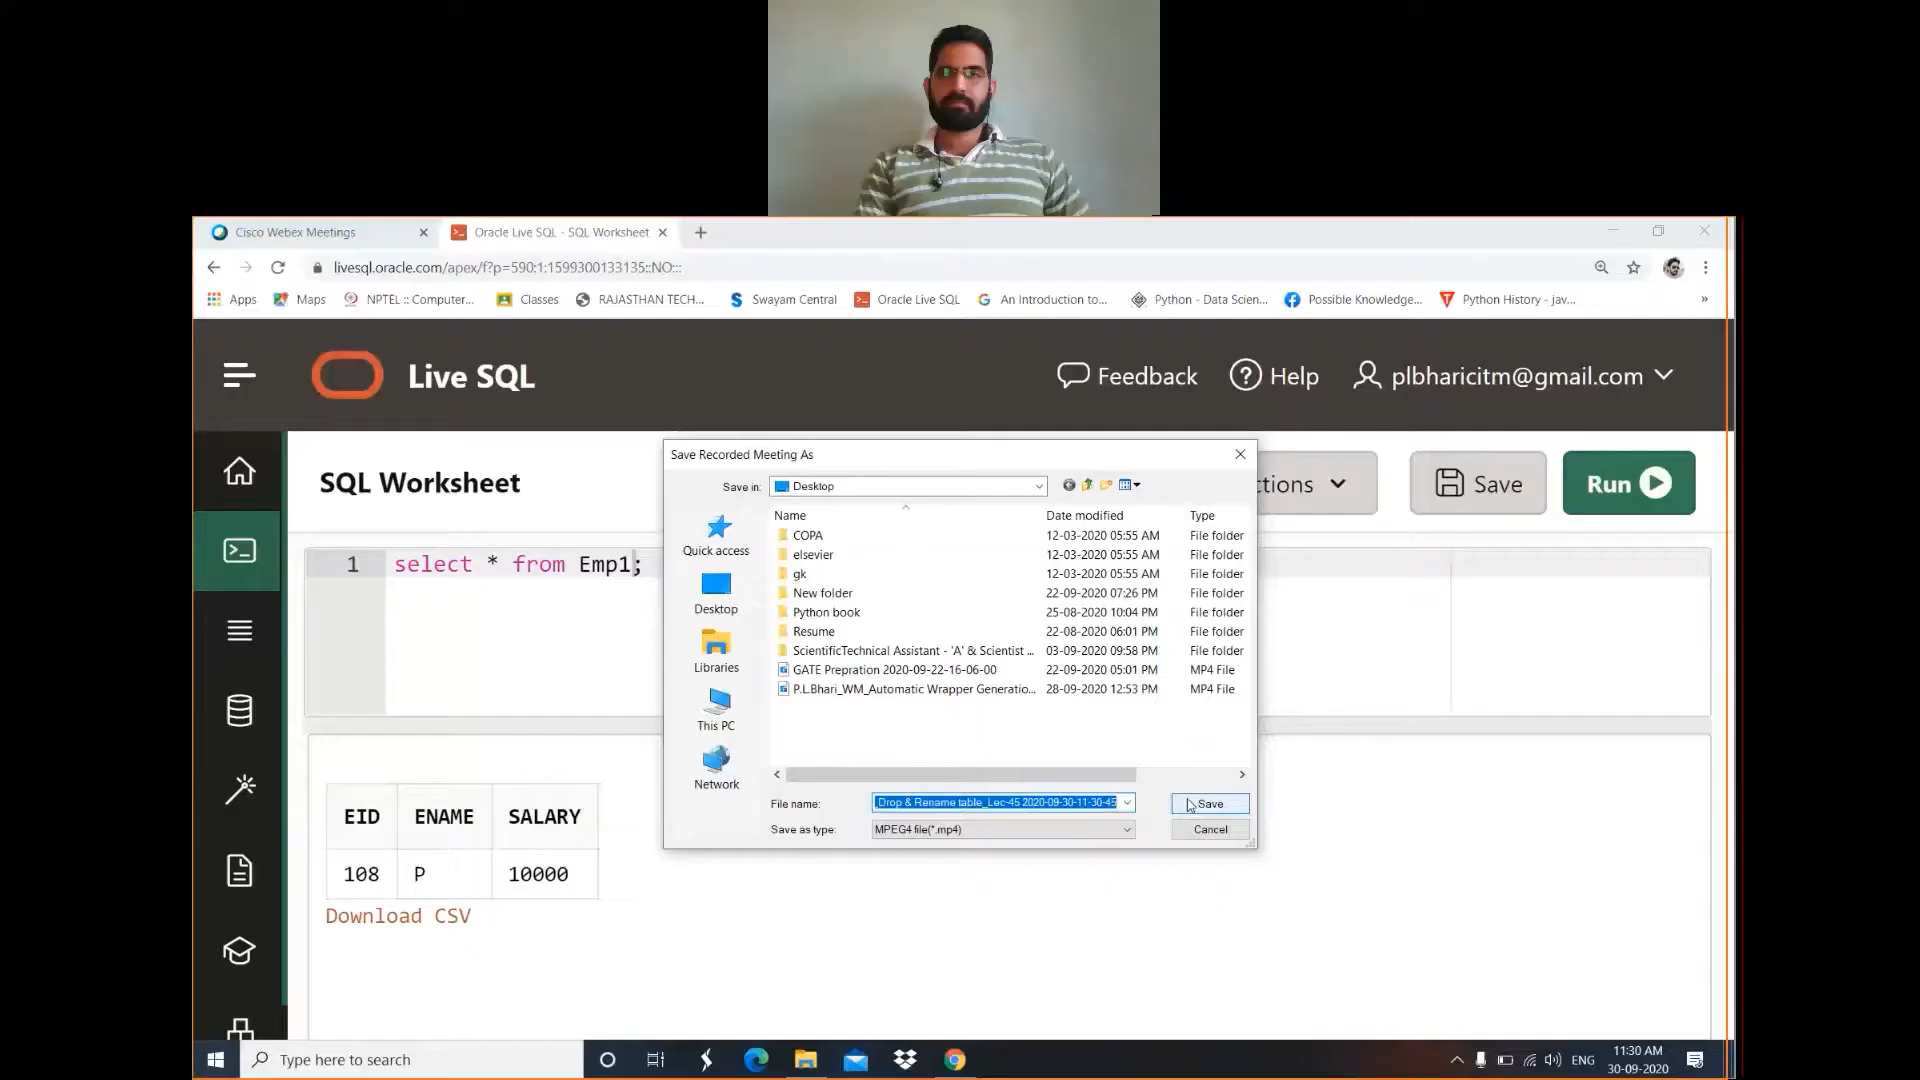 Cisco Webex Meetings
Oracle Live SQL - SQL Worksheet
livesql.oracle.com/apex/f?p=590:1:1599300133135::NO:::
Apps Maps NPTEL :: Computer... Classes RAJASTHAN TECH... Swayam Central Oracle Live SQL An introduction to... Python - Data Scien... Possible Knowledge... Python History - jav... »
Live SQL
Feedback Help plbharicitm@gmail.com
SQL Worksheet
ctions Save Run
1 select * from Emp1;
Save Recorded Meeting As
Save in: Desktop
Name Date modified Type
COPA 12-03-2020 05:55 AM File folder
elsevier 12-03-2020 05:55 AM File folder
gk 12-03-2020 05:55 AM File folder
New folder 22-09-2020 07:26 PM File folder
Python book 25-08-2020 10:04 PM File folder
Resume 22-08-2020 06:01 PM File folder
ScientificTechnical Assistant - 'A' & Scientist ... 03-09-2020 09:58 PM File folder
GATE Prepration 2020-09-22-16-06-00 22-09-2020 05:01 PM MP4 File
P.L.Bhari_WM_Automatic Wrapper Generatio... 28-09-2020 12:53 PM MP4 File
Quick access
Desktop
Libraries
This PC
Network
File name: Drop & Rename table_Lec-45 2020-09-30-11-30-45 Save
Save as type: MPEG4 file(*.mp4) Cancel
EID ENAME SALARY
108 P 10000
Download CSV
Type here to search
ENG
11:30 AM
30-09-2020